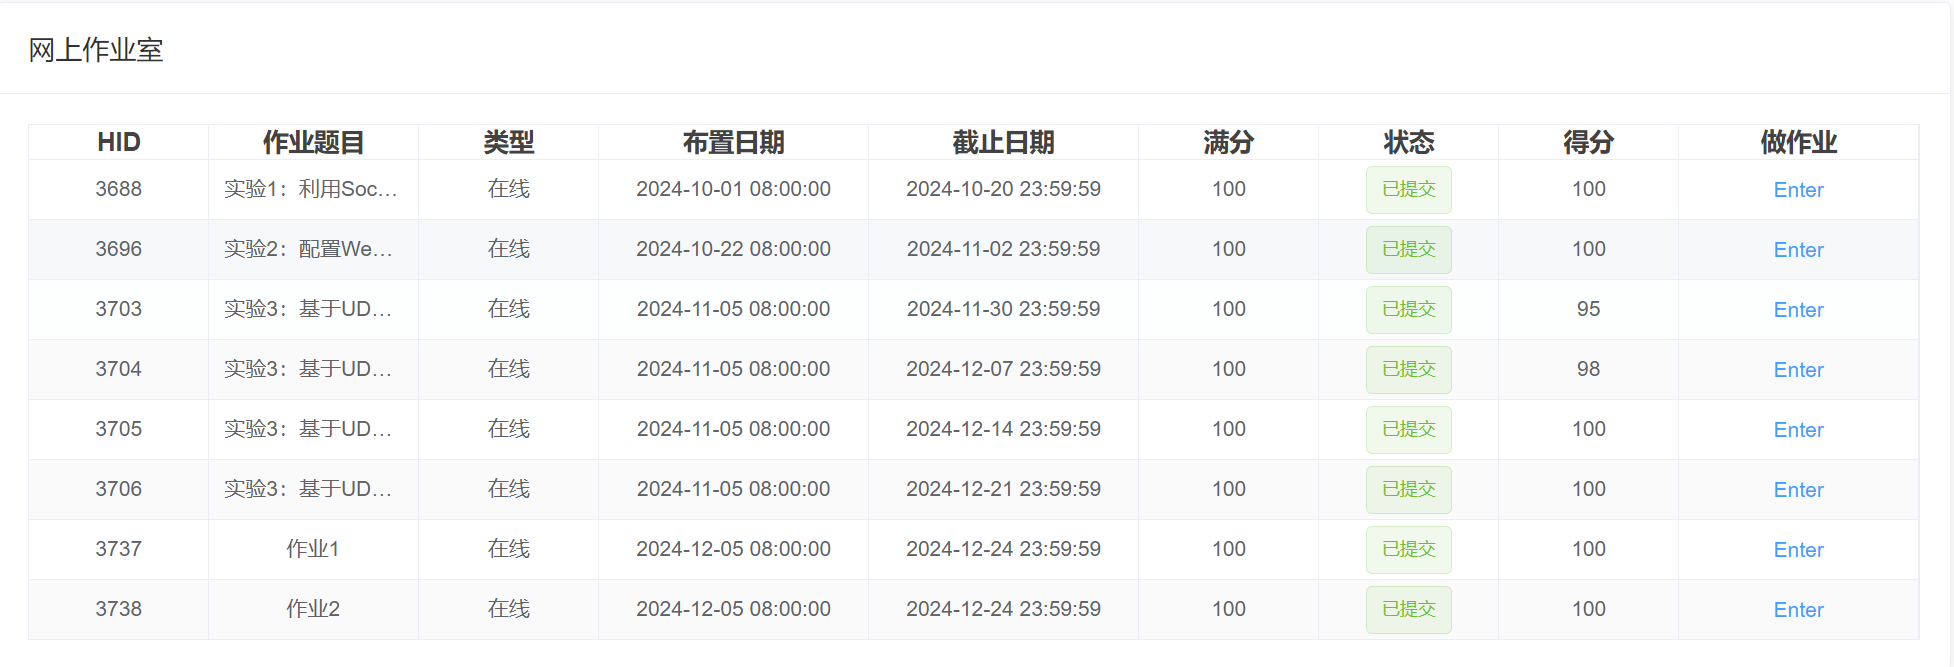 网上作业室
HID 作业题目 类型 布置日期 截止日期 满分 状态 得分 做作业
3688 实验1：利用Soc... 在线 2024-10-01 08:00:00 2024-10-20 23:59:59 100 已提交 100 Enter
3696 实验2：配置We... 在线 2024-10-22 08:00:00 2024-11-02 23:59:59 100 已提交 100 Enter
3703 实验3：基于UD... 在线 2024-11-05 08:00:00 2024-11-30 23:59:59 100 已提交 95 Enter
3704 实验3：基于UD... 在线 2024-11-05 08:00:00 2024-12-07 23:59:59 100 已提交 98 Enter
3705 实验3：基于UD... 在线 2024-11-05 08:00:00 2024-12-14 23:59:59 100 已提交 100 Enter
3706 实验3：基于UD... 在线 2024-11-05 08:00:00 2024-12-21 23:59:59 100 已提交 100 Enter
3737 作业1 在线 2024-12-05 08:00:00 2024-12-24 23:59:59 100 已提交 100 Enter
3738 作业2 在线 2024-12-05 08:00:00 2024-12-24 23:59:59 100 已提交 100 Enter